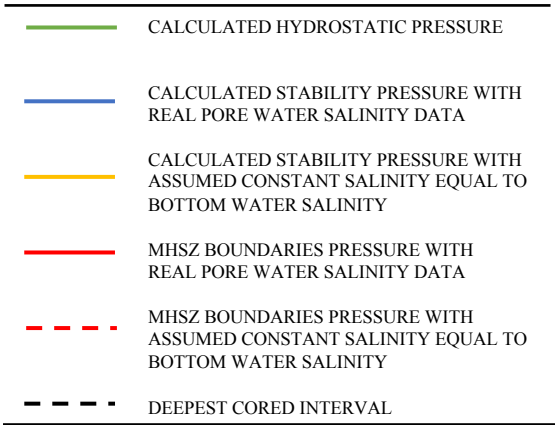 CALCULATED HYDROSTATIC PRESSURE
CALCULATED STABILITY PRESSURE WITH
REAL PORE WATER SALINITY DATA
CALCULATED STABILITY PRESSURE WITH
ASSUMED CONSTANT SALINITY EQUAL TO
BOTTOM WATER SALINITY
MHSZ BOUNDARIES PRESSURE WITH
REAL PORE WATER SALINITY DATA
MHSZ BOUNDARIES PRESSURE WITH
ASSUMED CONSTANT SALINITY EQUAL TO
BOTTOM WATER SALINITY
DEEPEST CORED INTERVAL